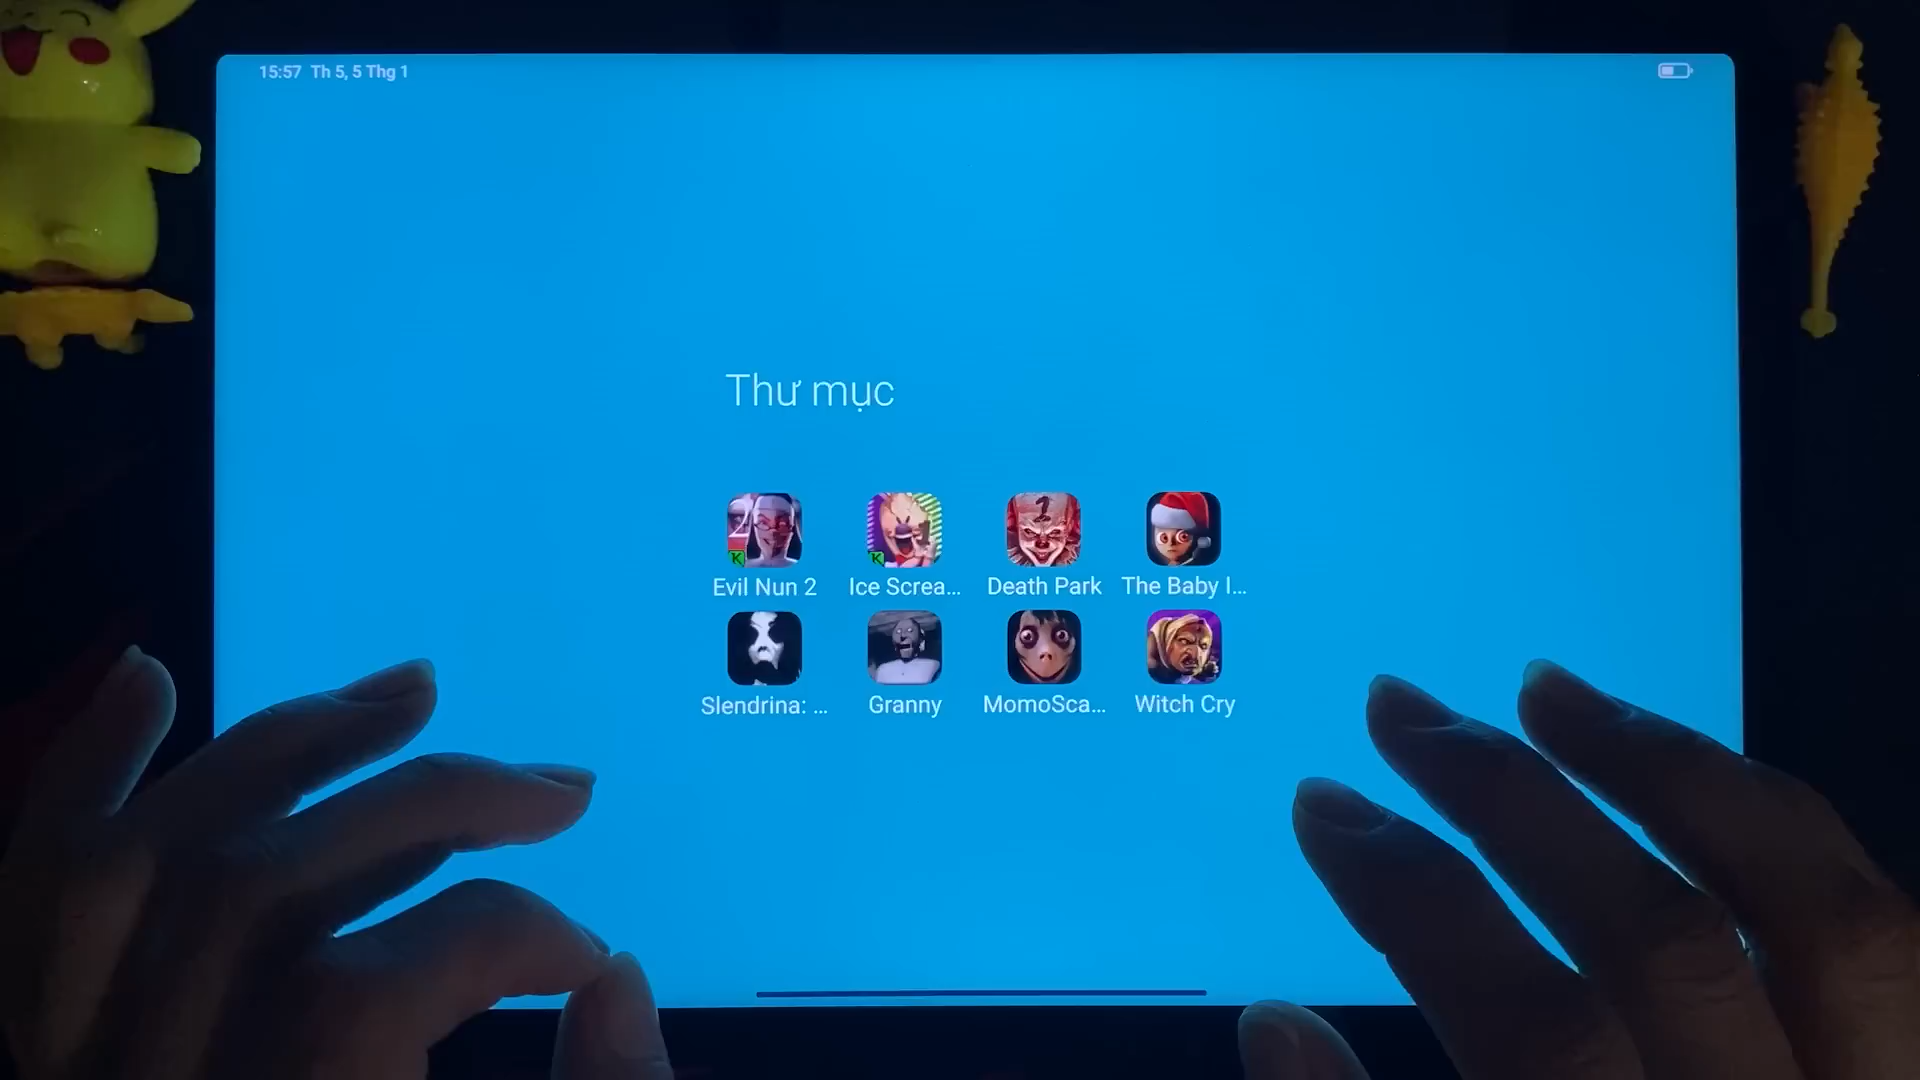 15:57 Th 5, 5 Thg 1
Thư mục
Evil Nun 2
Ice Screa...
Death Park
The Baby I...
Slendrina: ...
Granny
MomoSca...
Witch Cry